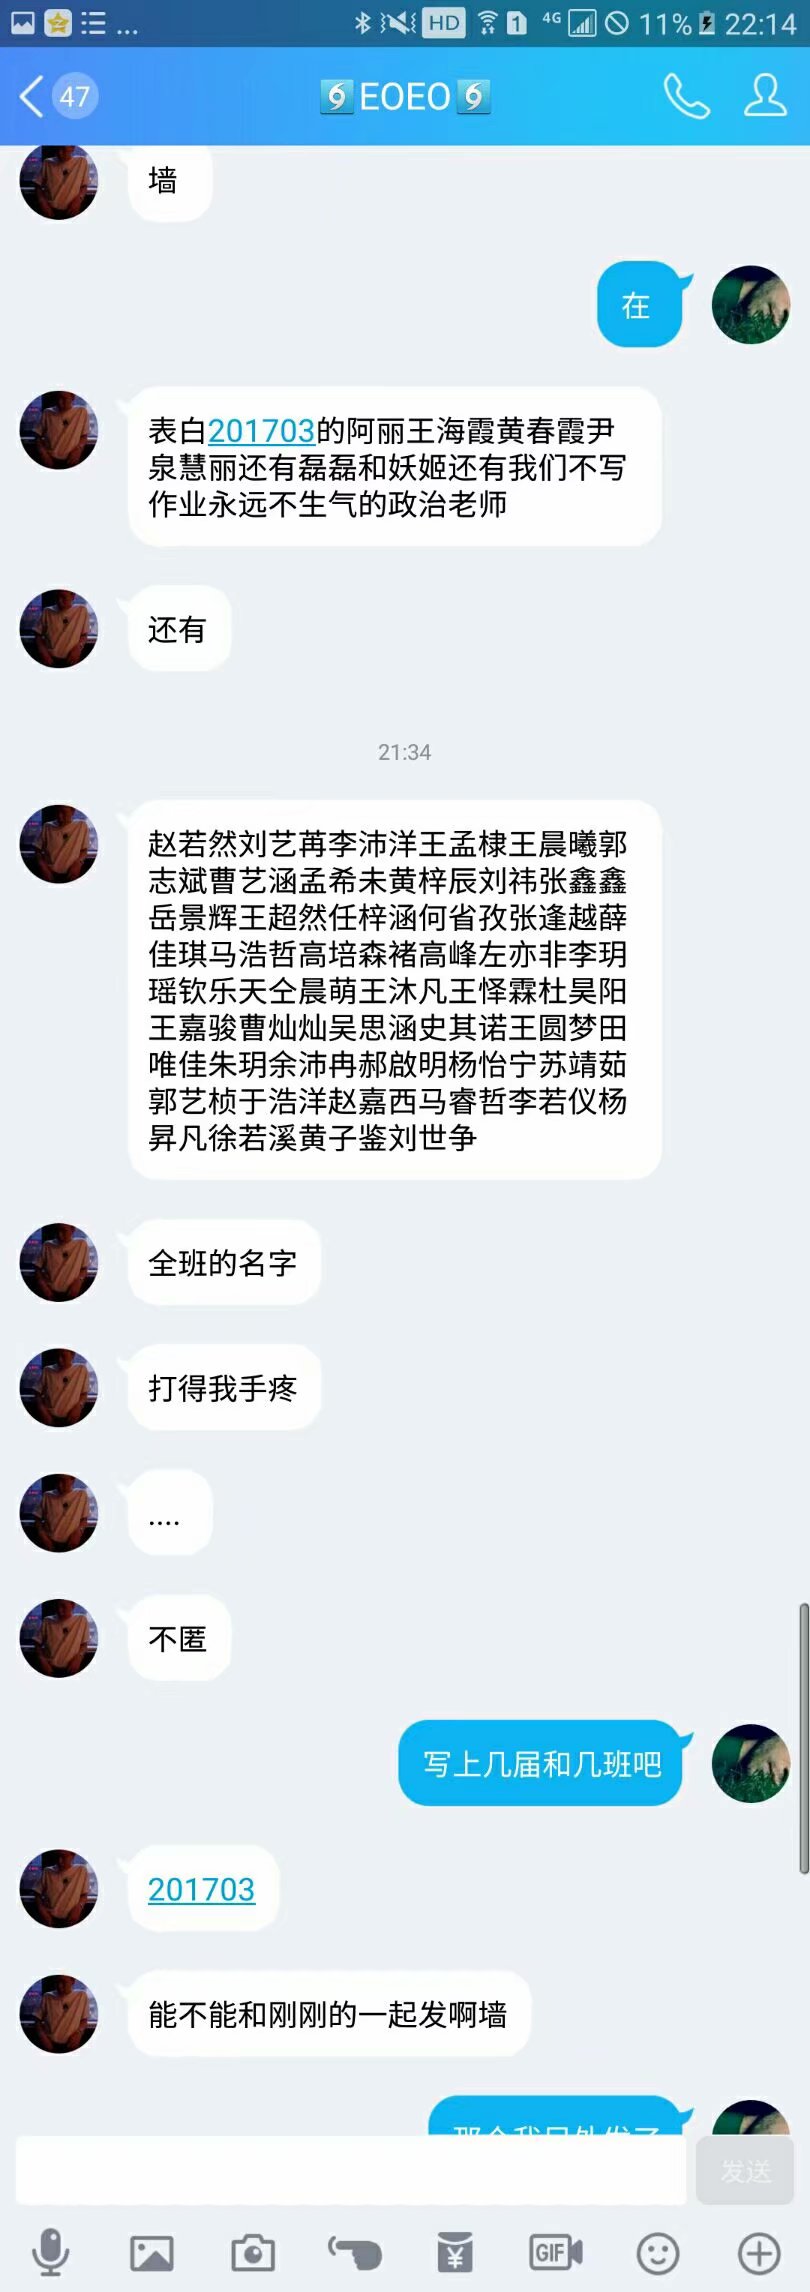 HD 1 4G 11% 22:14
47 EOEO
墙
在
表白201703的阿丽王海霞黄春霞尹
泉慧丽还有磊磊和妖姬还有我们不写
作业永远不生气的政治老师
还有
21:34
赵若然刘艺苒李沛洋王孟棣王晨曦郭
志斌曹艺涵孟希未黄梓辰刘祎张鑫鑫
岳景辉王超然任梓涵何省孜张逢越薛
佳琪马浩哲高培森褚高峰左亦非李玥
瑶钦乐天仝晨萌王沐凡王怿霖杜昊阳
王嘉骏曹灿灿吴思涵史其诺王圆梦田
唯佳朱玥余沛冉郝啟明杨怡宁苏靖茹
郭艺桢于浩洋赵嘉西马睿哲李若仪杨
昇凡徐若溪黄子鉴刘世争
全班的名字
打得我手疼
....
不匿
写上几届和几班吧
201703
能不能和刚刚的一起发啊墙
发送
GIF